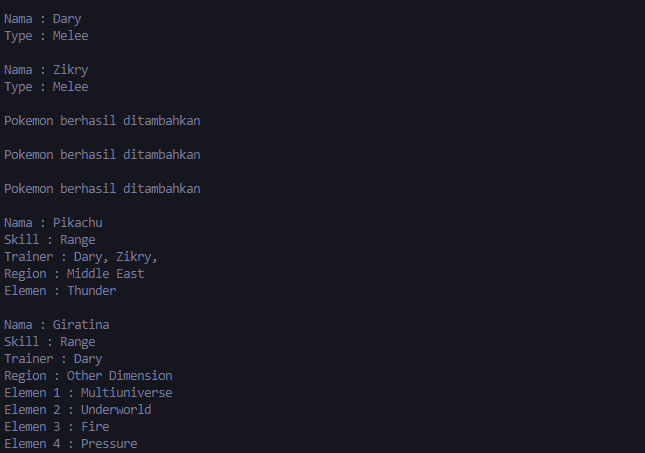 Nama : Dary
Type : Melee
Nama : Zikry
Type : Melee
Pokemon berhasil ditambahkan
Pokemon berhasil ditambahkan
Pokemon berhasil ditambahkan
Nama : Pikachu
Skill : Range
Trainer : Dary, Zikry,
Region : Middle East
Elemen : Thunder
Nama : Giratina
Skill : Range
Trainer : Dary
Region : Other Dimension
Elemen 1 : Multiuniverse
Elemen 2 : Underworld
Elemen 3 : Fire
Elemen 4 : Pressure